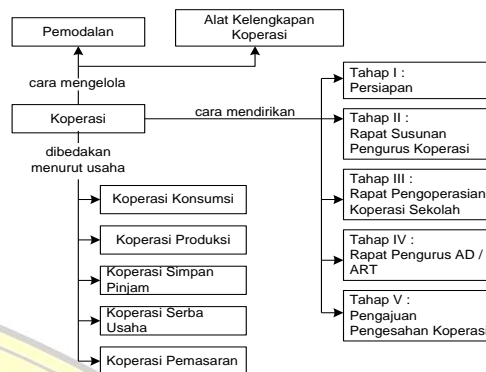 Pemodalan
Alat Kelengkapan
Koperasi
cara mengelola
Koperasi
cara mendirikan
dibedakan
menurut usaha
Koperasi Konsumsi
Koperasi Produksi
Koperasi Simpan
Pinjam
Koperasi Serba
Usaha
Koperasi Pemasaran
Tahap I :
Persiapan
Tahap II :
Rapat Susunan
Pengurus Koperasi
Tahap III :
Rapat Pengoperasian
Koperasi Sekolah
Tahap IV :
Rapat Pengurus AD /
ART
Tahap V :
Pengajuan
Pengesahan Koperasi